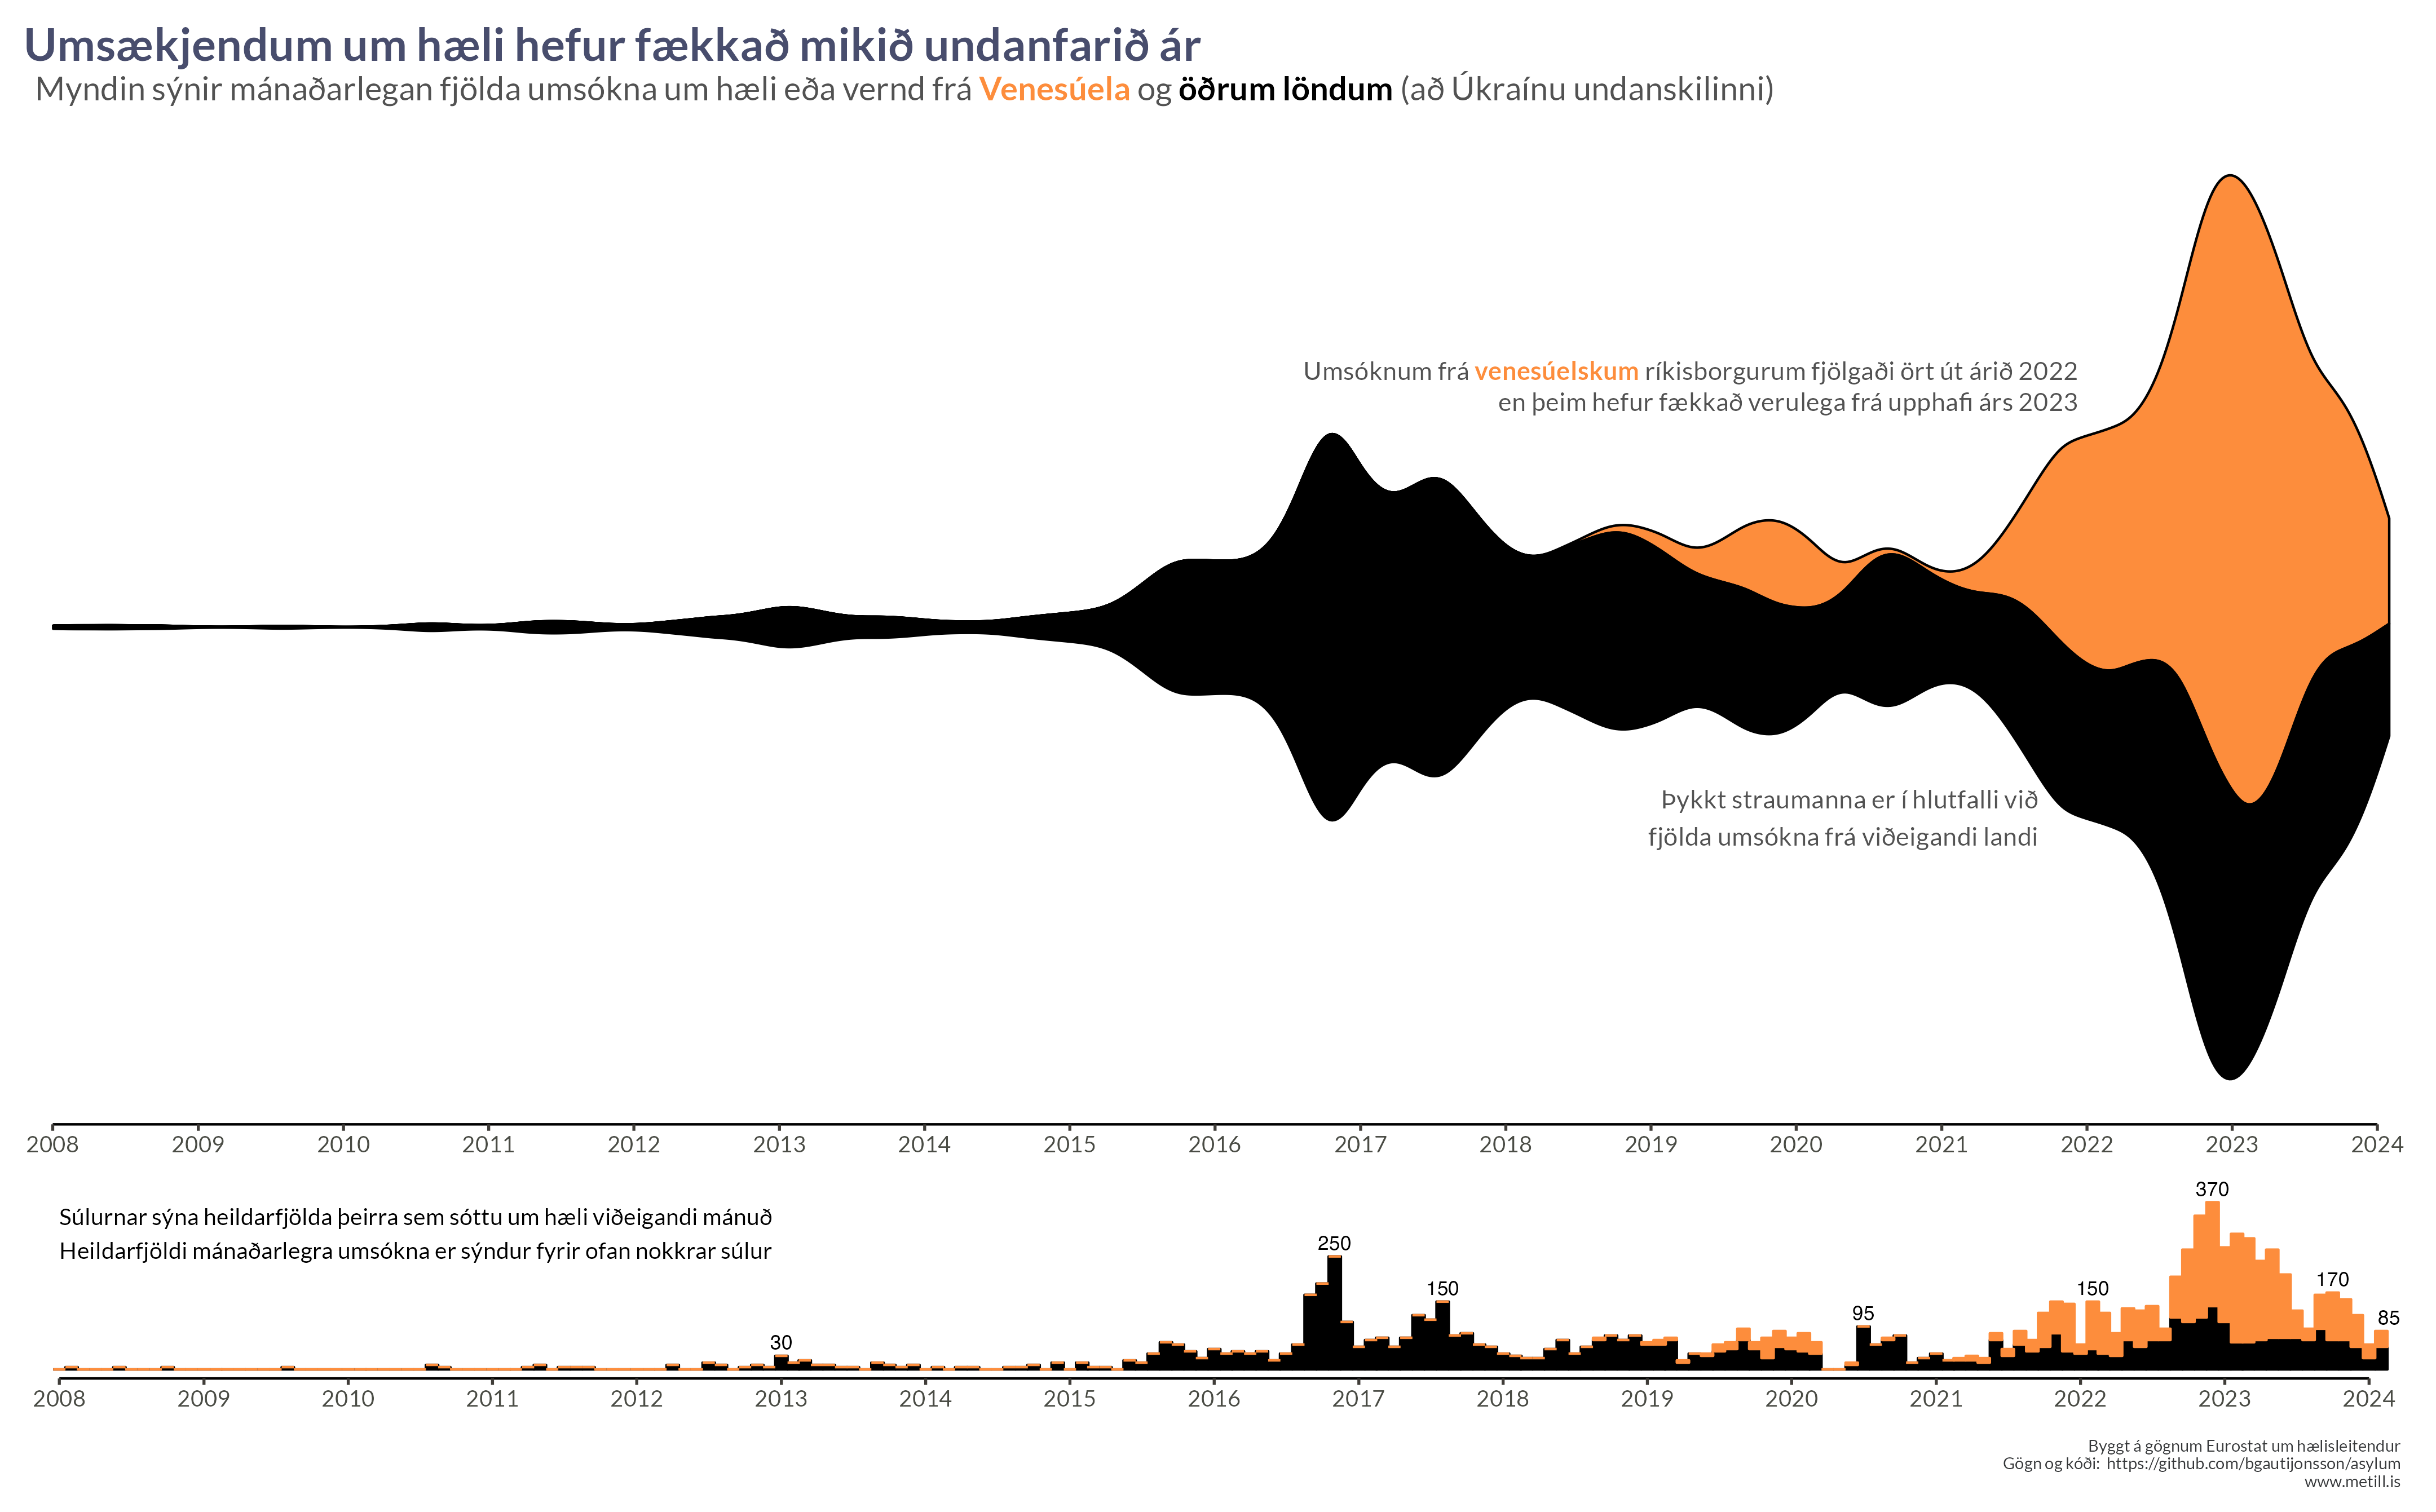 Umsækjendum um hæli hefur fækkað mikið undanfarið ár
Myndin sýnir mánaðarlegan fjölda umsókna um hæli eða vernd frá Venesúela og öðrum löndum (að Úkraínu undanskilinni)
Umsóknum frá venesúelskum ríkisborgurum fjölgaði ört út árið 2022
en þeim hefur fækkað verulega frá upphafi árs 2023
Þykkt straumanna er í hlutfalli við
fjölda umsókna frá viðeigandi landi
2008 2009 2010 2011 2012 2013 2014 2015 2016 2017 2018 2019 2020 2021 2022 2023 2024
Súlurnar sýna heildarfjölda þeirra sem sóttu um hæli viðeigandi mánuð
Heildarfjöldi mánaðarlegra umsókna er sýndur fyrir ofan nokkrar súlur
30 250 150 95 150 370 170 85
2008 2009 2010 2011 2012 2013 2014 2015 2016 2017 2018 2019 2020 2021 2022 2023 2024
Byggt á gögnum Eurostat um hælisleitendur
Gögn og kóði: https://github.com/bgautijonsson/asylum
www.metill.is